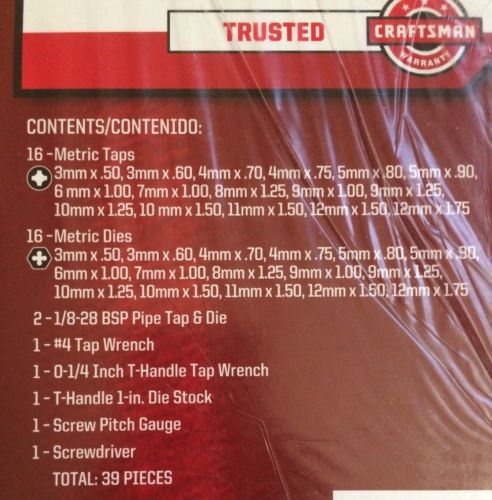 TRUSTED
CRAFTSMAN
WARRANTY
CONTENTS/CONTENIDO:
16 - Metric Taps
3mm x .50, 3mm x .60, 4mm x .70, 4mm x .75, 5mm x .80, 5mm x .90,
6 mm x 1.00, 7mm x 1.00, 8mm x 1.25, 9mm x 1.00, 9mm x 1.25,
10mm x 1.25, 10 mm x 1.50, 11mm x 1.50, 12mm x 1.50, 12mm x 1.75
16 - Metric Dies
3mm x .50, 3mm x .60, 4mm x .70, 4mm x .75, 5mm x .80, 5mm x .90,
6mm x 1.00, 7mm x 1.00, 8mm x 1.25, 9mm x 1.00, 9mm x 1.25,
10mm x 1.25, 10mm x 1.50, 11mm x 1.50, 12mm x 1.50, 12mm x 1.75
2 - 1/8-28 BSP Pipe Tap & Die
1 - #4 Tap Wrench
1 - 0-1/4 Inch T-Handle Tap Wrench
1 - T-Handle 1-in. Die Stock
1 - Screw Pitch Gauge
1 - Screwdriver
TOTAL: 39 PIECES